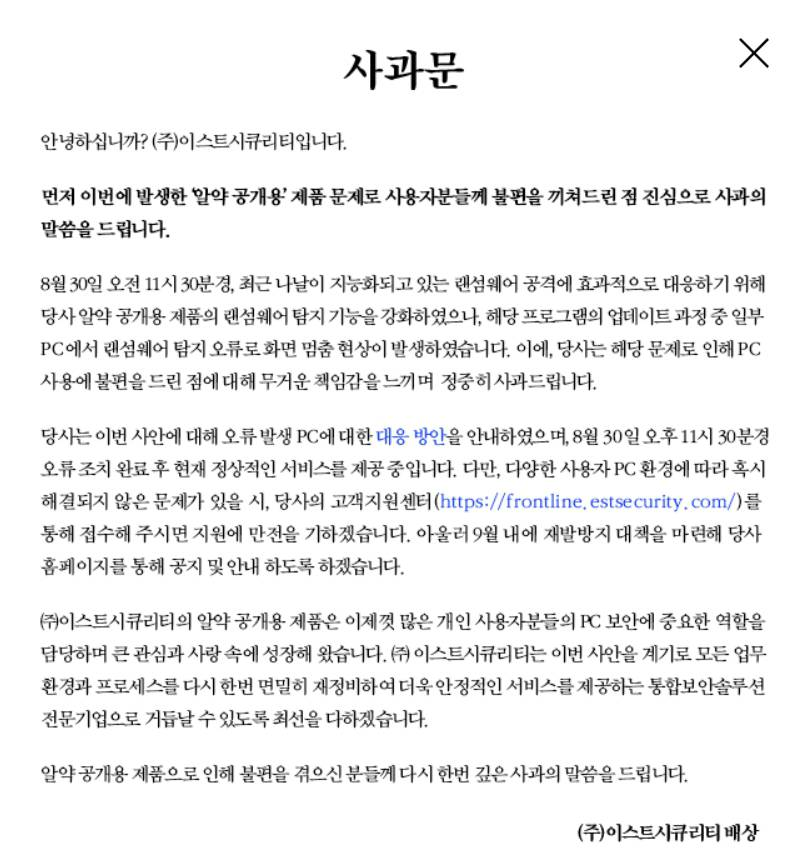 사과문
안녕하십니까? (주)이스트시큐리티입니다.
먼저 이번에 발생한 '알약 공개용' 제품 문제로 사용자분들께 불편을 끼쳐드린 점 진심으로 사과의
말씀을 드립니다.
8월 30일 오전 11시 30분경, 최근 나날이 지능화되고 있는 랜섬웨어 공격에 효과적으로 대응하기 위해
당사 알약 공개용 제품의 랜섬웨어 탐지 기능을 강화하였으나, 해당 프로그램의 업데이트 과정 중 일부
PC에서 랜섬웨어 탐지 오류로 화면 멈춤 현상이 발생하였습니다. 이에, 당사는 해당 문제로 인해 PC
사용에 불편을 드린 점에 대해 무거운 책임감을 느끼며 정중히 사과드립니다.
당사는 이번 사안에 대해 오류 발생 PC에 대한 대응 방안을 안내하였으며, 8월 30일 오후 11시 30분경
오류 조치 완료 후 현재 정상적인 서비스를 제공 중입니다. 다만, 다양한 사용자 PC 환경에 따라 혹시
해결되지 않은 문제가 있을 시, 당사의 고객지원센터(https://frontline.estsecurity.com/)를
통해 접수해 주시면 지원에 만전을 기하겠습니다. 아울러 9월 내에 재발방지 대책을 마련해 당사
홈페이지를 통해 공지 및 안내 하도록 하겠습니다.
㈜이스트시큐리티의 알약 공개용 제품은 이제껏 많은 개인 사용자분들의 PC 보안에 중요한 역할을
담당하며 큰 관심과 사랑 속에 성장해 왔습니다. ㈜ 이스트시큐리티는 이번 사안을 계기로 모든 업무
환경과 프로세스를 다시 한번 면밀히 재정비하여 더욱 안정적인 서비스를 제공하는 통합보안솔루션
전문기업으로 거듭날 수 있도록 최선을 다하겠습니다.
알약 공개용 제품으로 인해 불편을 겪으신 분들께 다시 한번 깊은 사과의 말씀을 드립니다.
(주)이스트시큐리티 배상